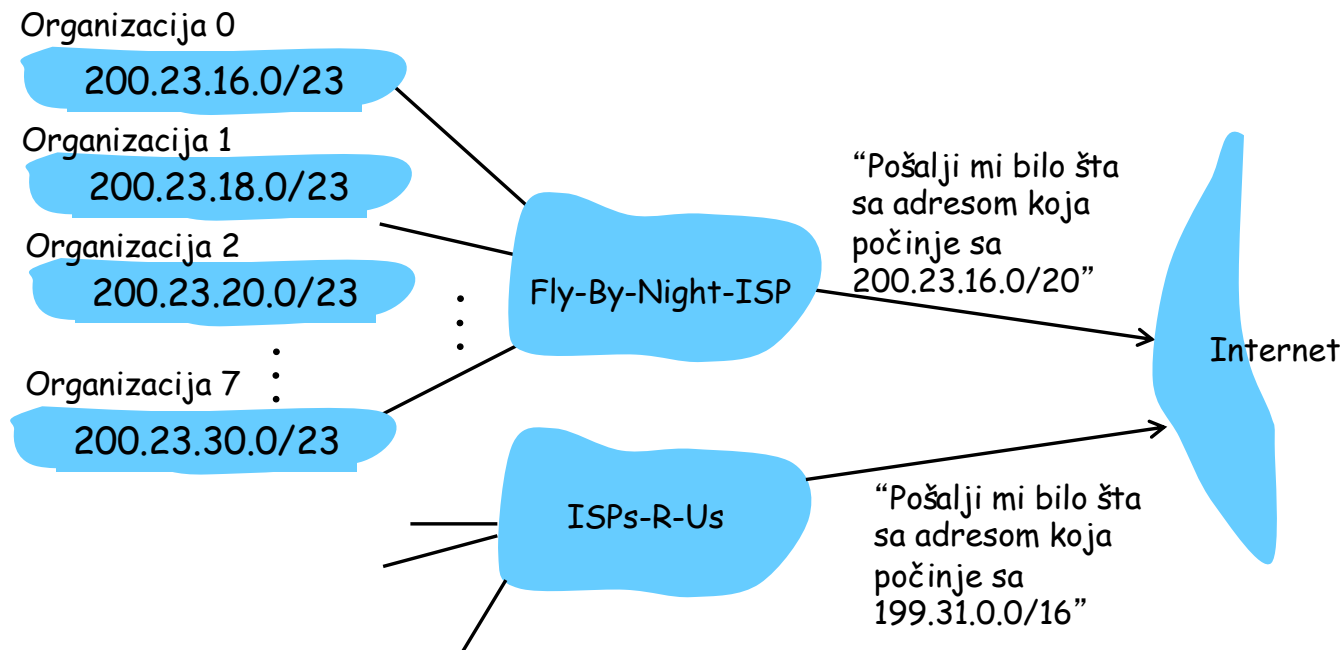 Organizacija 0
200.23.16.0/23
Organizacija 1
200.23.18.0/23
Organizacija 2
200.23.20.0/23
Organizacija 7
200.23.30.0/23
Fly-By-Night-ISP
“Pošalji mi bilo šta
sa adresom koja
počinje sa
200.23.16.0/20”
Internet
ISPs-R-Us
“Pošalji mi bilo šta
sa adresom koja
počinje sa
199.31.0.0/16”